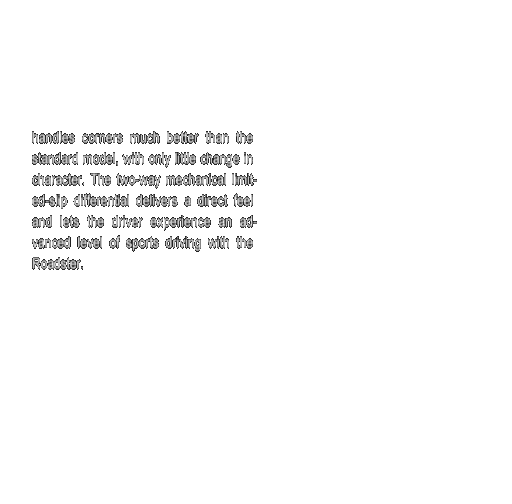 handles corners much better than the
standard model, with only little change in
character. The two-way mechanical limit-
ed-slip differential delivers a direct feel
and lets the driver experience an ad-
vanced level of sports driving with the
Roadster.